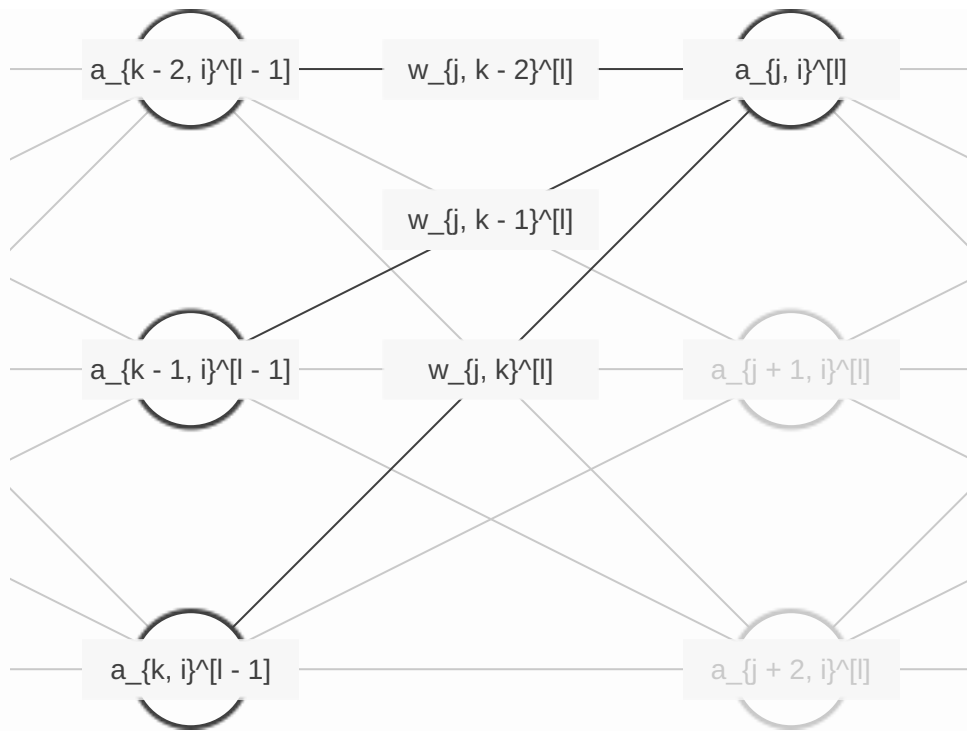 a_{k - 2, i}^[l - 1]
w_{j, k - 2}^[l]
a_{j, i}^[l]
w_{j, k - 1}^[l]
a_{k - 1, i}^[l - 1]
w_{j, k}^[l]
a_{j + 1, i}^[l]
a_{k, i}^[l - 1]
a_{j + 2, i}^[l]